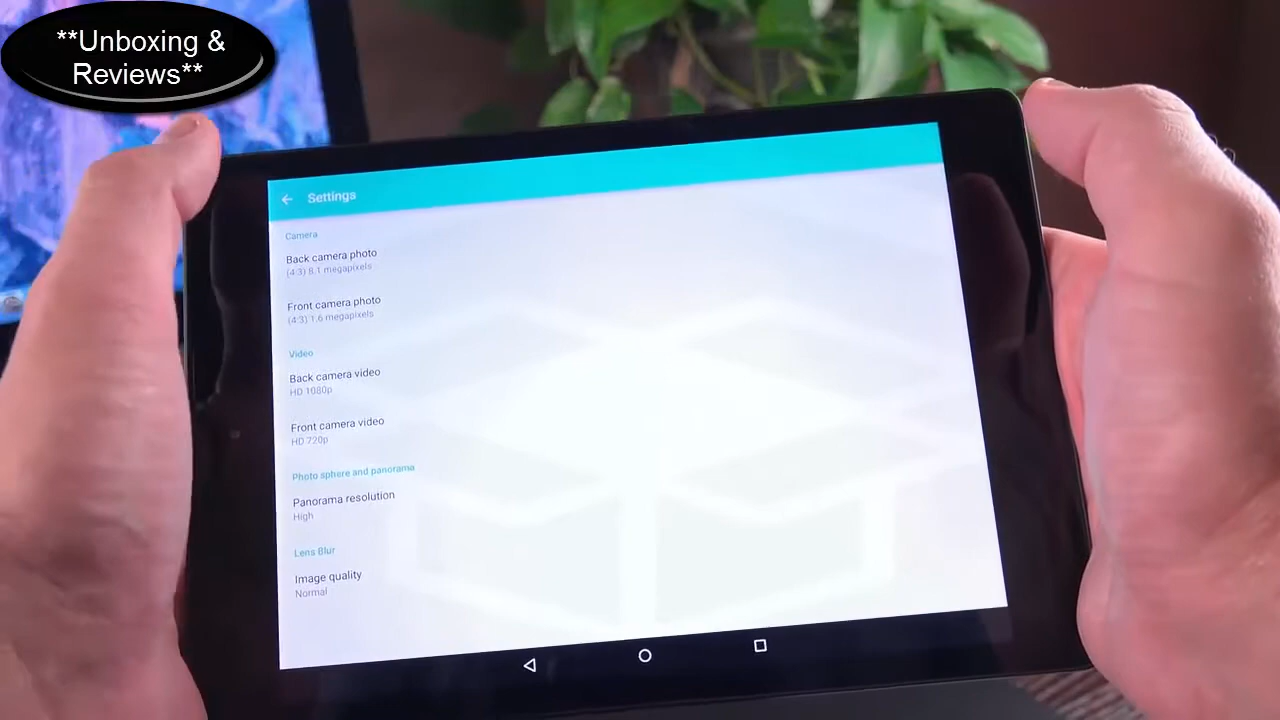 **Unboxing &
Reviews**
Settings
Camera
Back camera photo
(4:3) 8.1 megapixels
Front camera photo
(4:3) 1.6 megapixels
Video
Back camera video
HD 1080p
Front camera video
HD 720p
Photo sphere and panorama
Panorama resolution
High
Lens Blur
Image quality
Normal